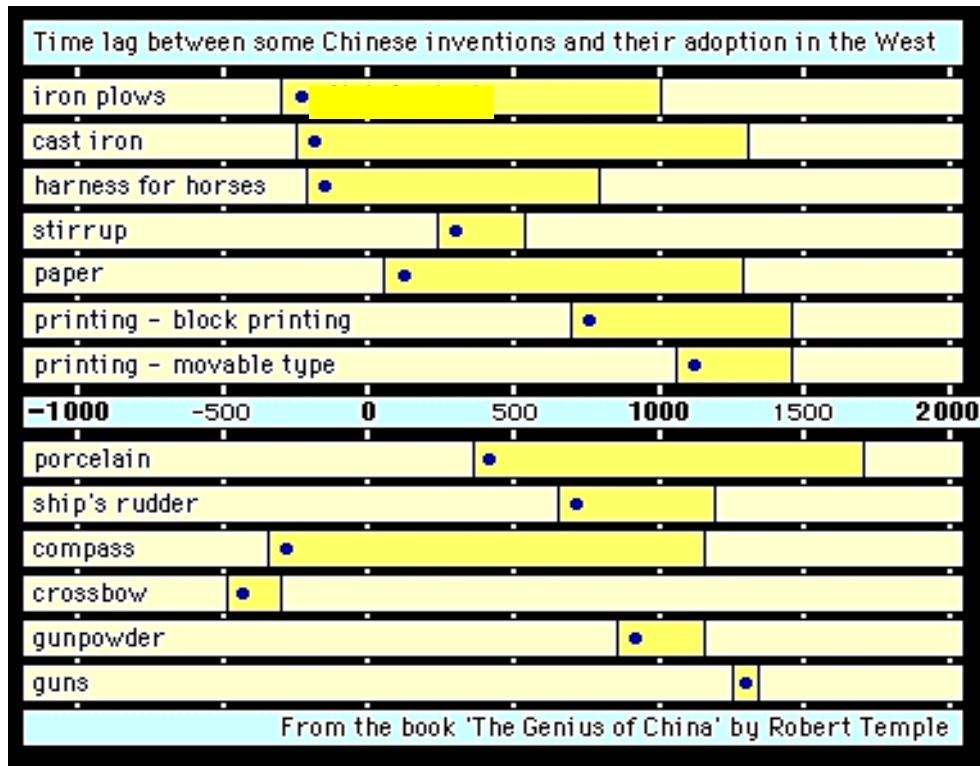 Time lag between some Chinese inventions and their adoption in the West
iron plows
cast iron
harness for horses
stirrup
paper
printing - block printing
printing - movable type
-1000 -500 0 500 1000 1500 2000
porcelain
ship's rudder
compass
crossbow
gunpowder
guns
From the book 'The Genius of China' by Robert Temple